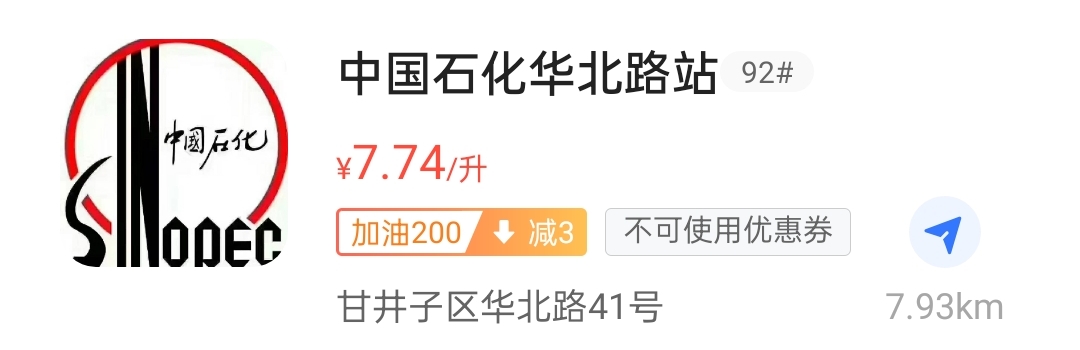 中國石化
SINOPEC
中国石化华北路站 92#
¥7.74/升
加油200 减3 不可使用优惠券
甘井子区华北路41号 7.93km